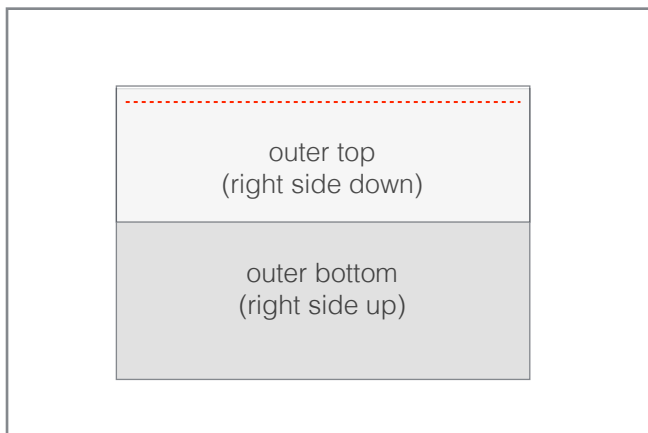 outer top
(right side down)
outer bottom
(right side up)